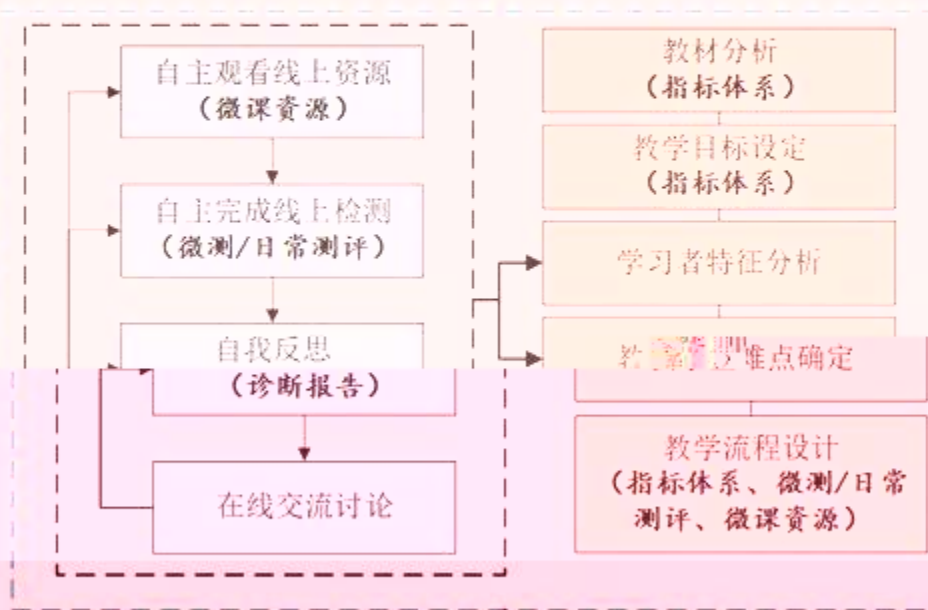 自主观看线上资源
（微课资源）
自主完成线上检测
（微测/日常测评）
自我反思
（诊断报告）
在线交流讨论
教材分析
（指标体系）
教学目标设定
（指标体系）
学习者特征分析
教难点确定
教学流程设计
（指标体系、微测/日常
测评、微课资源）